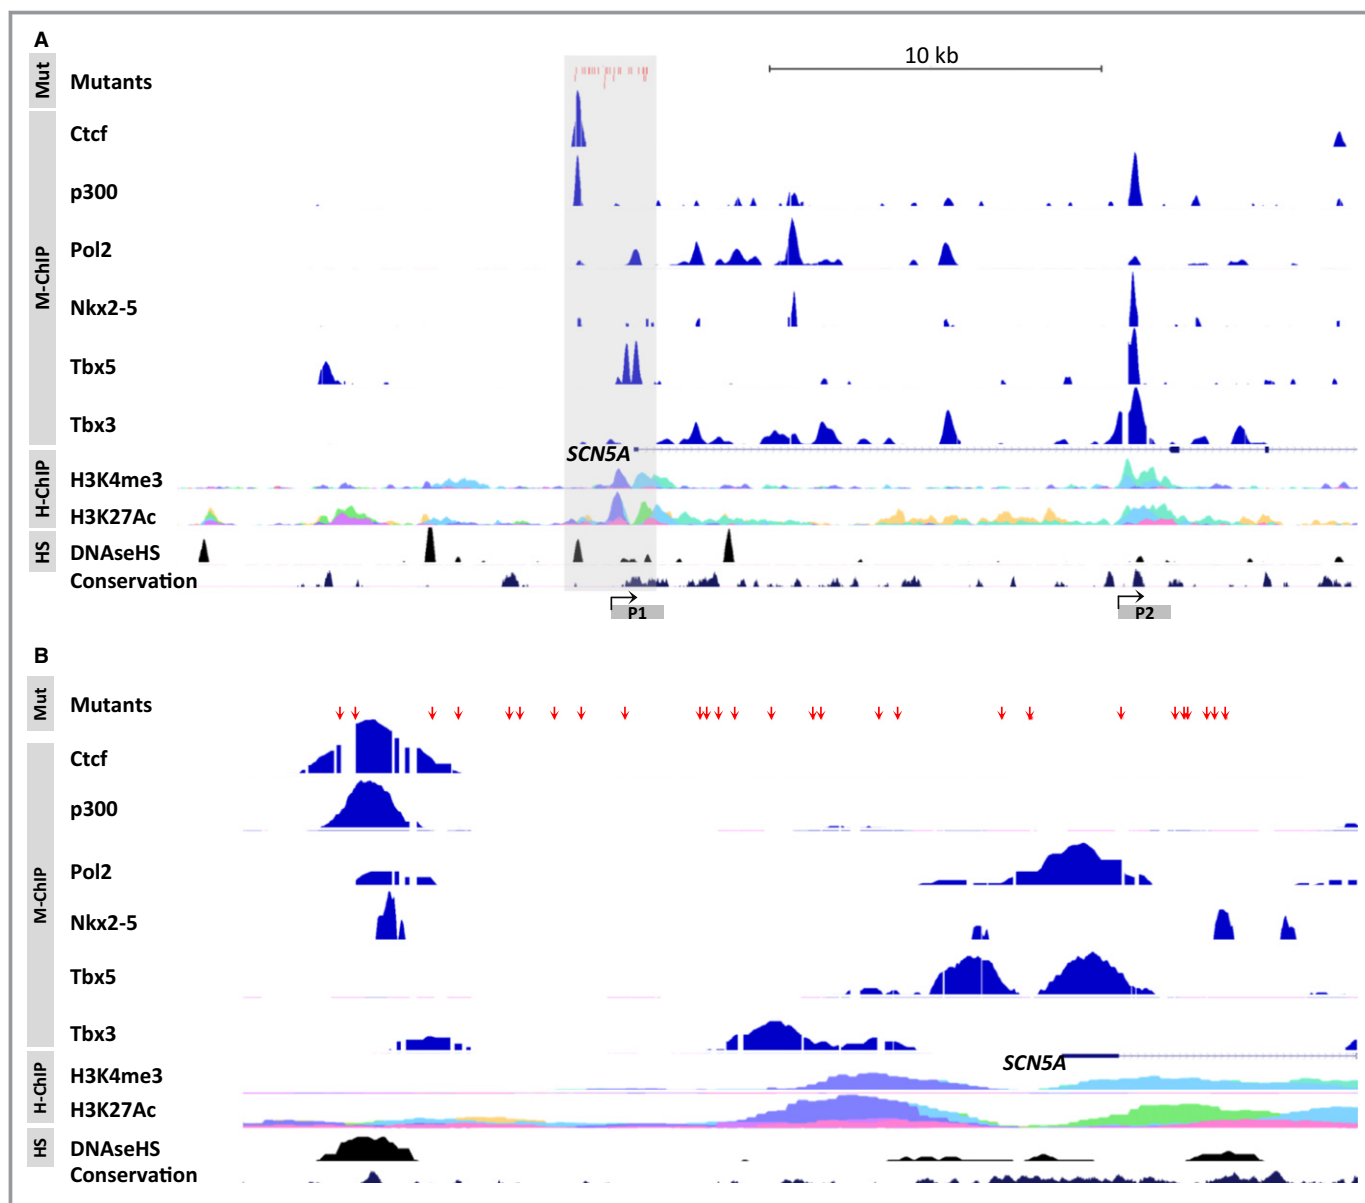 A
Mut
Mutants
10 kb
M-ChIP
Ctcf
p300
Pol2
Nkx2-5
Tbx5
Tbx3
SCN5A
H-ChIP
H3K4me3
H3K27Ac
HS
DNAseHS
Conservation
P1
P2
B
Mut
Mutants
M-ChIP
Ctcf
p300
Pol2
Nkx2-5
Tbx5
Tbx3
SCN5A
H-ChIP
H3K4me3
H3K27Ac
HS
DNAseHS
Conservation